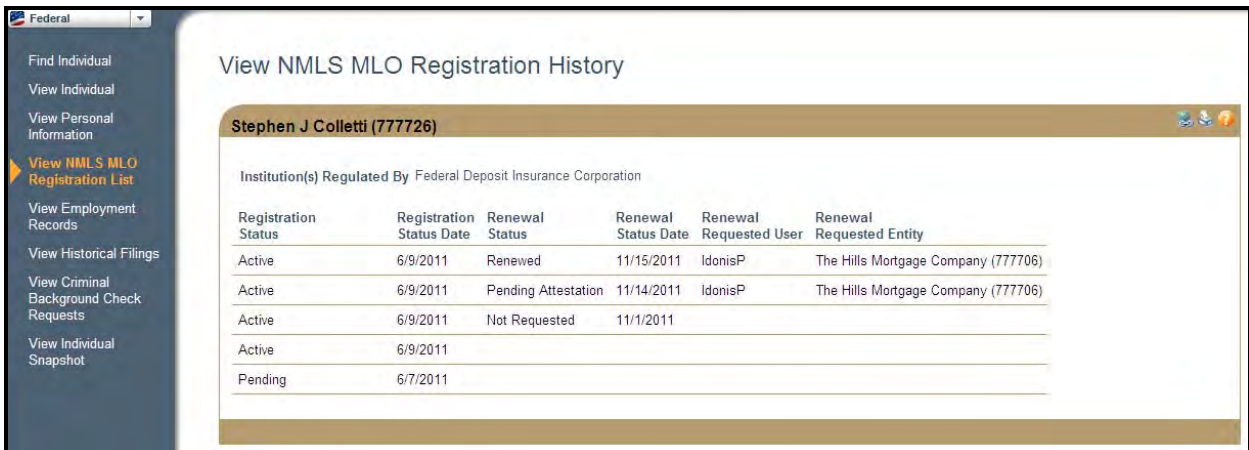 Federal
Find Individual
View Individual
View Personal
Information
View NMLS MLO
Registration List
View Employment
Records
View Historical Filings
View Criminal
Background Check
Requests
View Individual
Snapshot
View NMLS MLO Registration History
Stephen J Colletti (777726)
Institution(s) Regulated By Federal Deposit Insurance Corporation
Registration Registration Renewal Renewal Renewal Renewal
Status Status Date Status Status Date Requested User Requested Entity
Active 6/9/2011 Renewed 11/15/2011 IdonisP The Hills Mortgage Company (777706)
Active 6/9/2011 Pending Attestation 11/14/2011 IdonisP The Hills Mortgage Company (777706)
Active 6/9/2011 Not Requested 11/1/2011
Active 6/9/2011
Pending 6/7/2011